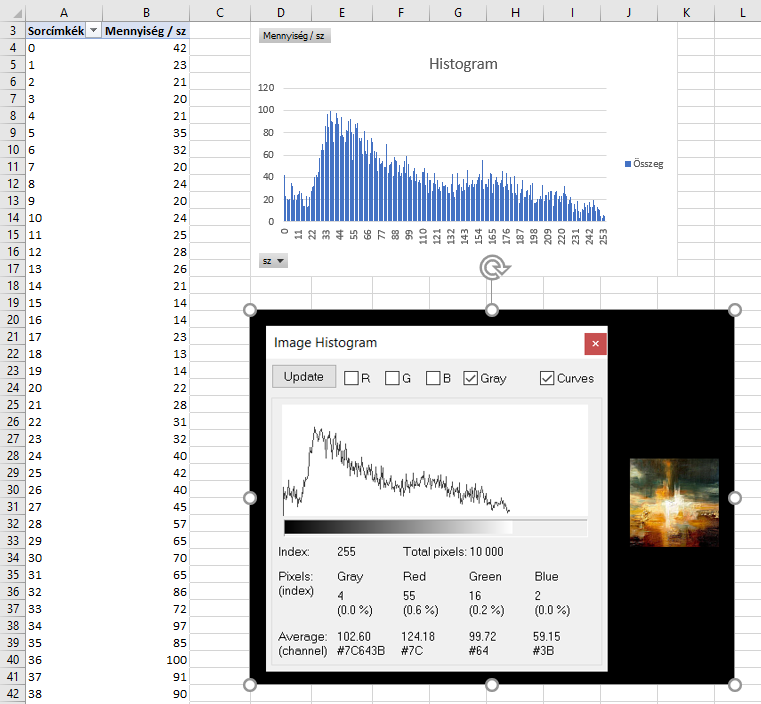 A B C D E F G H I J K L
3 Sorcímkék Mennyiség / sz
4 0 42
5 1 23
6 2 21
7 3 20
8 4 21
9 5 35
10 6 32
11 7 20
12 8 24
13 9 20
14 10 24
15 11 25
16 12 28
17 13 26
18 14 21
19 15 14
20 16 14
21 17 23
22 18 13
23 19 14
24 20 22
25 21 28
26 22 31
27 23 32
28 24 40
29 25 42
30 26 40
31 27 45
32 28 57
33 29 65
34 30 70
35 31 65
36 32 86
37 33 72
38 34 97
39 35 85
40 36 100
41 37 91
42 38 90
Mennyiség / sz
Histogram
120
100
80
60
40
20
0
0 11 22 33 44 55 66 77 88 99 110 121 132 143 154 165 176 187 198 209 220 231 242 253
Összeg
sz
Image Histogram
Update R G B Gray Curves
Index: 255 Total pixels: 10 000
Pixels: Gray Red Green Blue
(index) 4 55 16 2
(0.0 %) (0.6 %) (0.2 %) (0.0 %)
Average: 102.60 124.18 99.72 59.15
(channel) #7C643B #7C #64 #3B